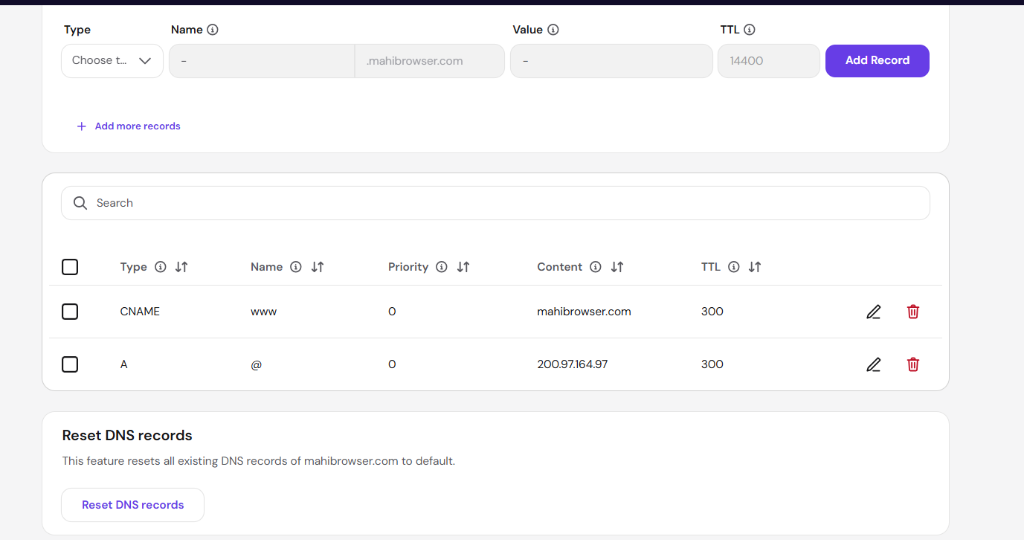 Type Name Value TTL
Choose t... - .mahibrowser.com - 14400 Add Record
+ Add more records
Search
Type Name Priority Content TTL
CNAME www 0 mahibrowser.com 300
A @ 0 200.97.164.97 300
Reset DNS records
This feature resets all existing DNS records of mahibrowser.com to default.
Reset DNS records